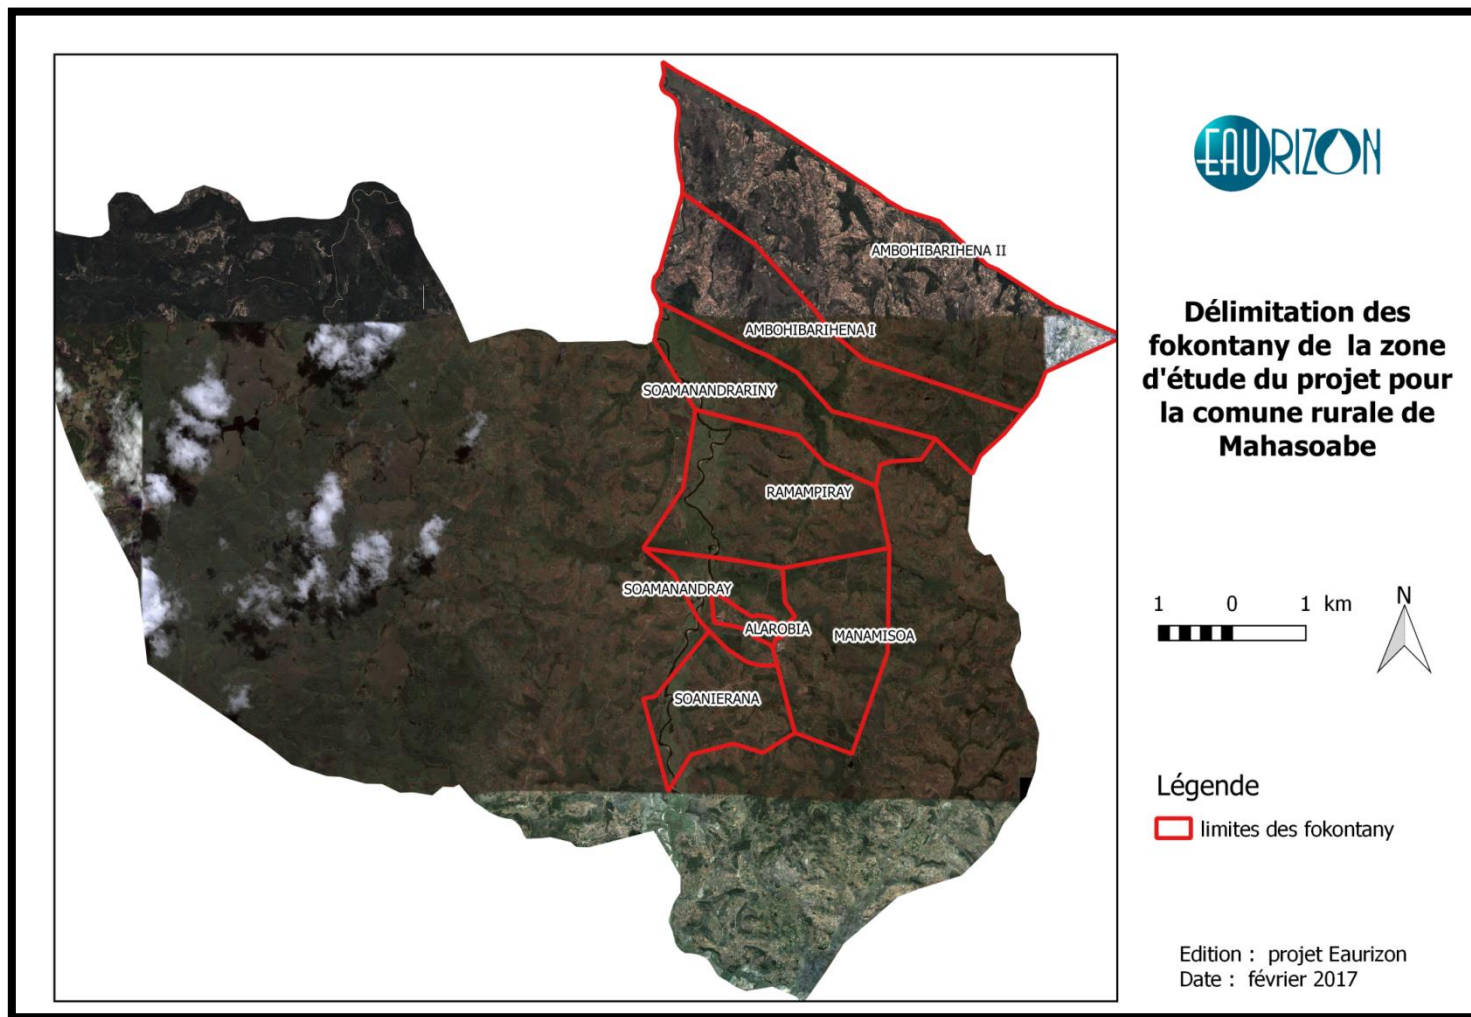 EAURIZON
AMBOHIBARIHENA II
Délimitation des
fokontany de la zone
d'étude du projet pour
la comune rurale de
Mahasoabe
AMBOHIBARIHENA I
SOAMANANDRARINY
RAMAMPIRAY
SOAMANANDRAY
ALAROBIA
MANAMISOA
SOANIERANA
1 0 1 km
N
Légende
limites des fokontany
Edition : projet Eaurizon
Date : février 2017